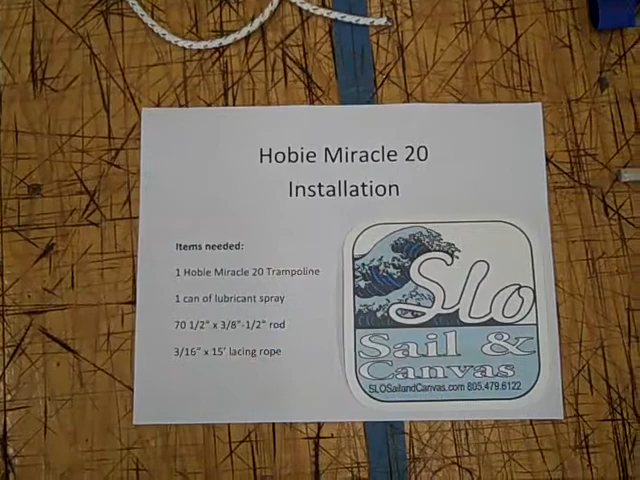 Hobie Miracle 20
Installation
Items needed:
1 Hobie Miracle 20 Trampoline
1 can of lubricant spray
70 1/2" x 3/8"-1/2" rod
3/16" x 15' lacing rope
Slo
Sail &
Canvas
SLOSailandCanvas.com 805.479.6122